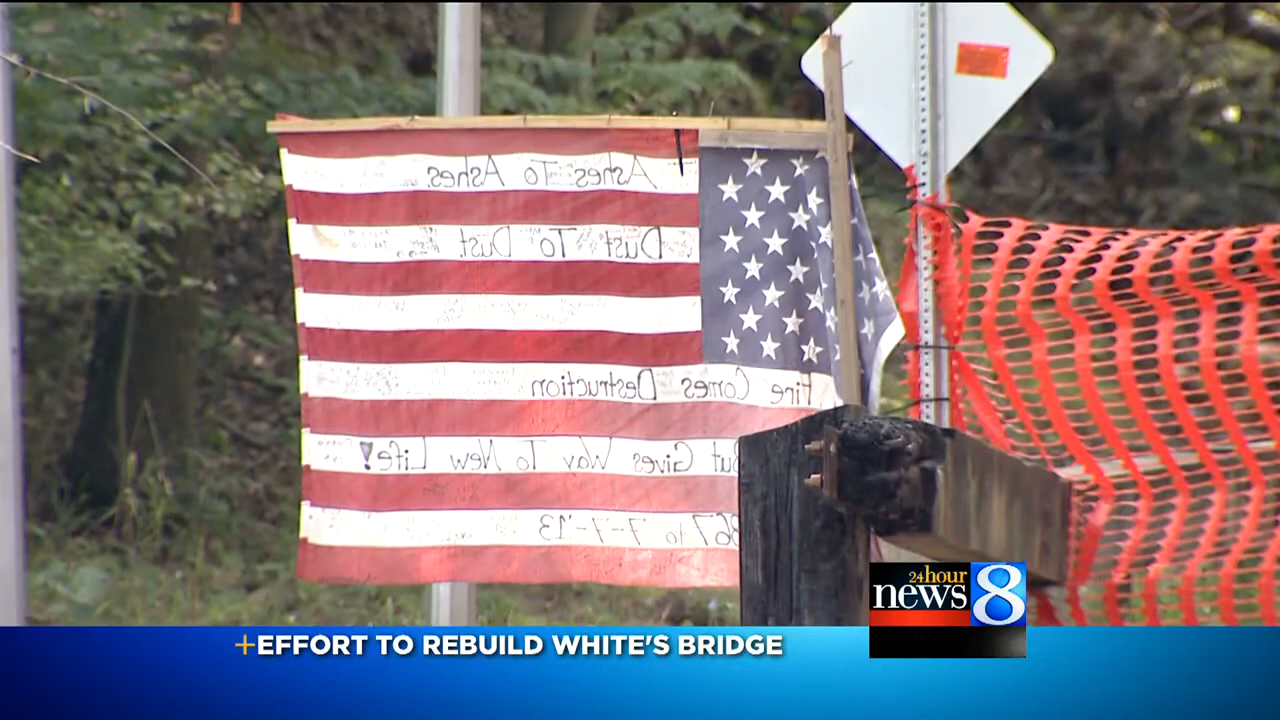 Ashes To Ashes.
Dust To Dust.
Fire Comes Destruction
But Gives Way To New Life!
867 to 7-7-'13
24hour
news 8
+EFFORT TO REBUILD WHITE'S BRIDGE